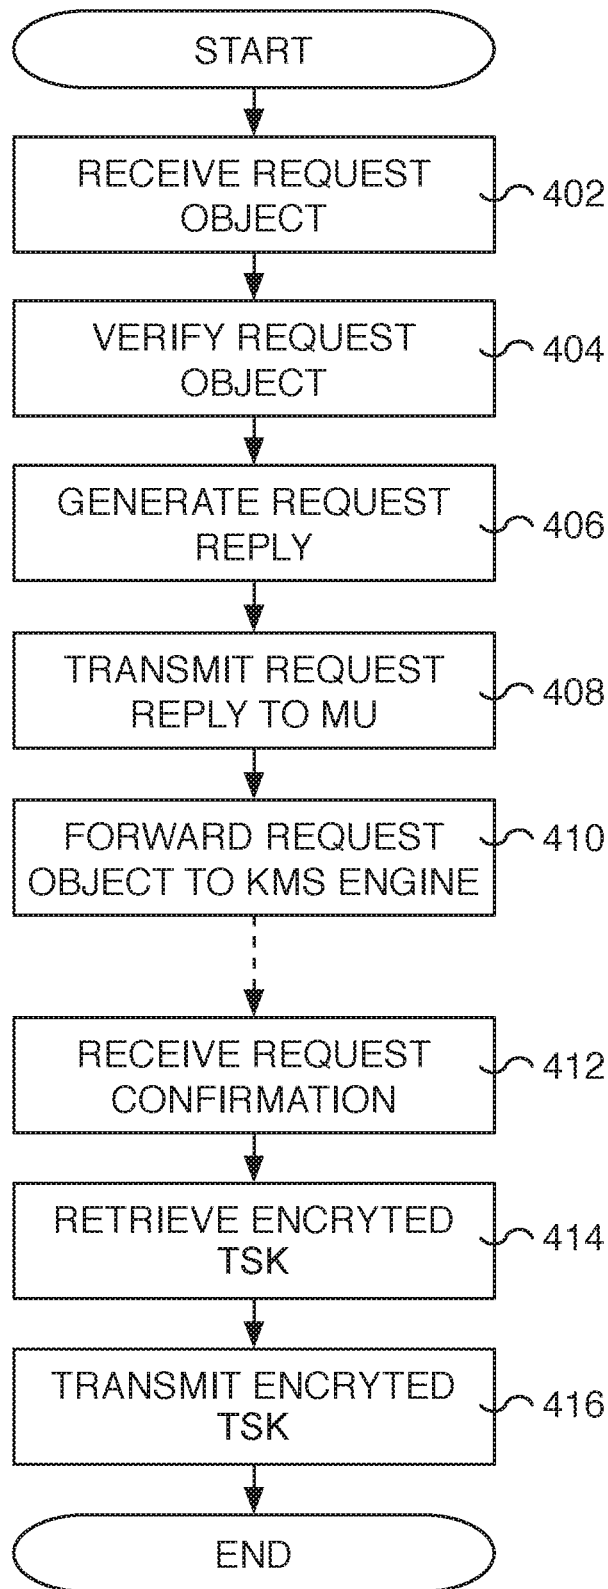 START
RECEIVE REQUEST
OBJECT
402
VERIFY REQUEST
OBJECT
404
GENERATE REQUEST
REPLY
406
TRANSMIT REQUEST
REPLY TO MU
408
FORWARD REQUEST
OBJECT TO KMS ENGINE
410
RECEIVE REQUEST
CONFIRMATION
412
RETRIEVE ENCRYTED
TSK
414
TRANSMIT ENCRYTED
TSK
416
END